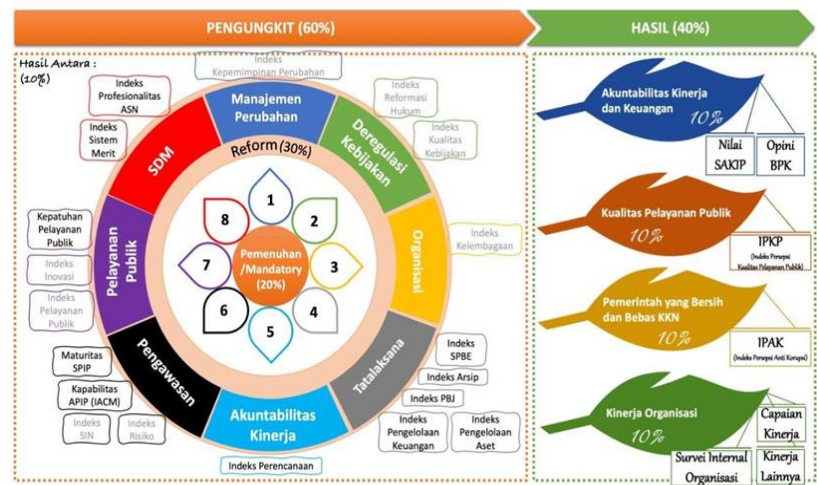 PENGUNGKIT (60%)
HASIL (40%)
Hasil Antara :
(10%)
Indeks
Kepemimpinan Perubahan
Indeks
Profesionalitas
ASN
Indeks
Sistem
Merit
Indeks
Reformasi
Hukum
Indeks
Kualitas
Kebijakan
Manajemen
Perubahan
Deregulasi
Kebijakan
SDM
Reform (30%)
Organisasi
Indeks
Kelembagaan
Pelayanan
Publik
Kepatuhan
Pelayanan
Publik
Indeks
Inovasi
Indeks
Pelayanan
Publik
1
2
3
4
5
6
7
8
Pemenuhan
/Mandatory
(20%)
Pengawasan
Maturitas
SPIP
Kapabilitas
APIP (IACM)
Indeks
SIN
Indeks
Risiko
Akuntabilitas
Kinerja
Indeks Perencanaan
Tatalaksana
Indeks
SPBE
Indeks Arsip
Indeks PBJ
Indeks
Pengelolaan
Keuangan
Indeks
Pengelolaan
Aset
Akuntabilitas Kinerja
dan Keuangan
10%
Nilai
SAKIP
Opini
BPK
Kualitas Pelayanan Publik
10%
IPKP
(Indeks Persepsi
Kualitas Pelayanan Publik)
Pemerintah yang Bersih
dan Bebas KKN
10%
IPAK
(Indeks Persepsi Anti Korupsi)
Kinerja Organisasi
10%
Capaian
Kinerja
Survei Internal
Organisasi
Kinerja
Lainnya